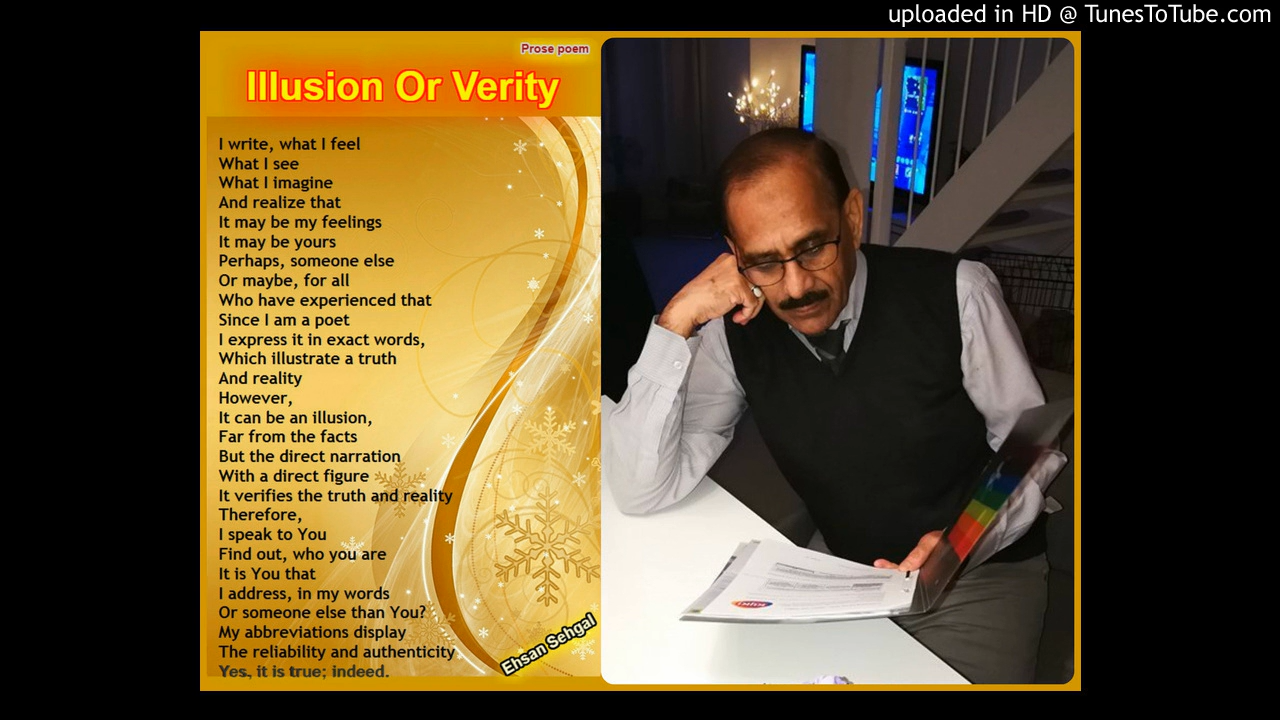 uploaded in HD @ TunesToTube.com
Prose poem
Illusion Or Verity
I write, what I feel
What I see
What I imagine
And realize that
It may be my feelings
It may be yours
Perhaps, someone else
Or maybe, for all
Who have experienced that
Since I am a poet
I express it in exact words,
Which illustrate a truth
And reality
However,
It can be an illusion,
Far from the facts
But the direct narration
With a direct figure
It verifies the truth and reality
Therefore,
I speak to You
Find out, who you are
It is You that
I address, in my words
Or someone else than You?
My abbreviations display
The reliability and authenticity
Yes, it is true; indeed.
Ehsan Sehgal